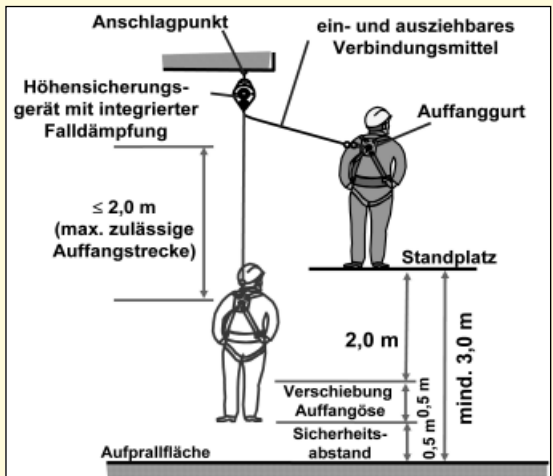 Anschlagpunkt
ein- und ausziehbares
Verbindungsmittel
Höhensicherungs-
gerät mit integrierter
Falldämpfung
Auffanggurt
≤ 2,0 m
(max. zulässige
Auffangstrecke)
Standplatz
2,0 m
mind. 3,0 m
Verschiebung
Auffangöse
0,5 m
Sicherheits-
abstand
0,5 m
Aufprallfläche